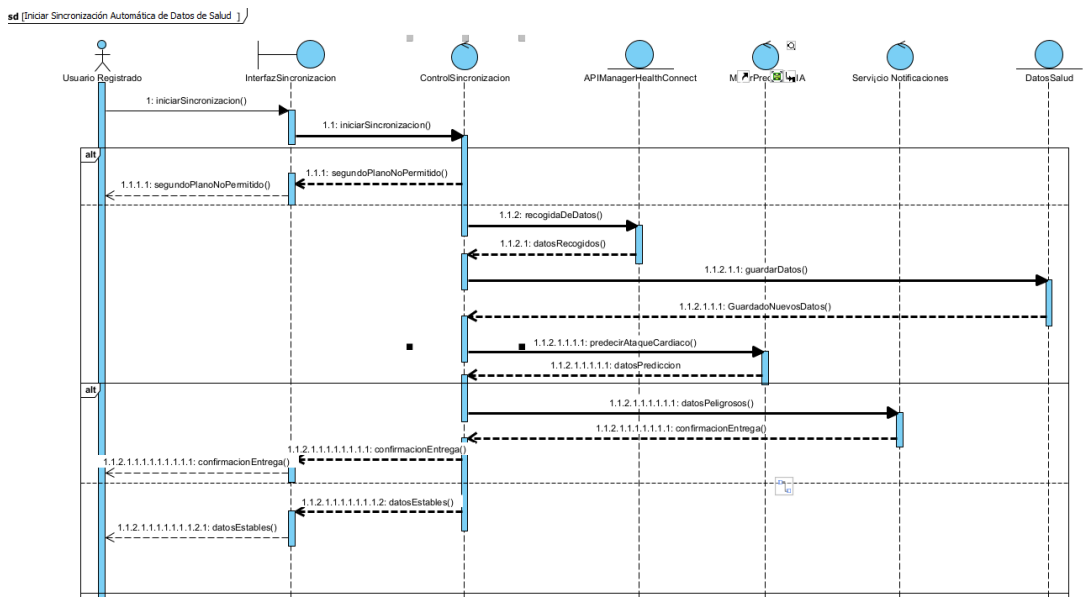 sd [Iniciar Sincronización Automática de Datos de Salud ]
Usuario Registrado
InterfazSincronizacion
ControlSincronizacion
APIManagerHealthConnect
Servicio Notificaciones
DatosSalud
1: iniciarSincronizacion()
1.1: iniciarSincronizacion()
alt
1.1.1: segundoPlanoNoPermitido()
1.1.1.1: segundoPlanoNoPermitido()
1.1.2: recogidaDeDatos()
1.1.2.1: datosRecogidos()
1.1.2.1.1: guardarDatos()
1.1.2.1.1.1: GuardadoNuevosDatos()
1.1.2.1.1.1.1: predecirAtaqueCardiaco()
1.1.2.1.1.1.1.1: datosPrediccion
alt
1.1.2.1.1.1.1.1.1: datosPeligrosos()
1.1.2.1.1.1.1.1.1.1: confirmacionEntrega()
1.1.2.1.1.1.1.1.1.1.1: confirmacionEntrega()
1.1.2.1.1.1.1.1.1.1.1.1: confirmacionEntrega()
1.1.2.1.1.1.1.1.1.1.2: datosEstables()
1.1.2.1.1.1.1.1.1.1.2.1: datosEstables()